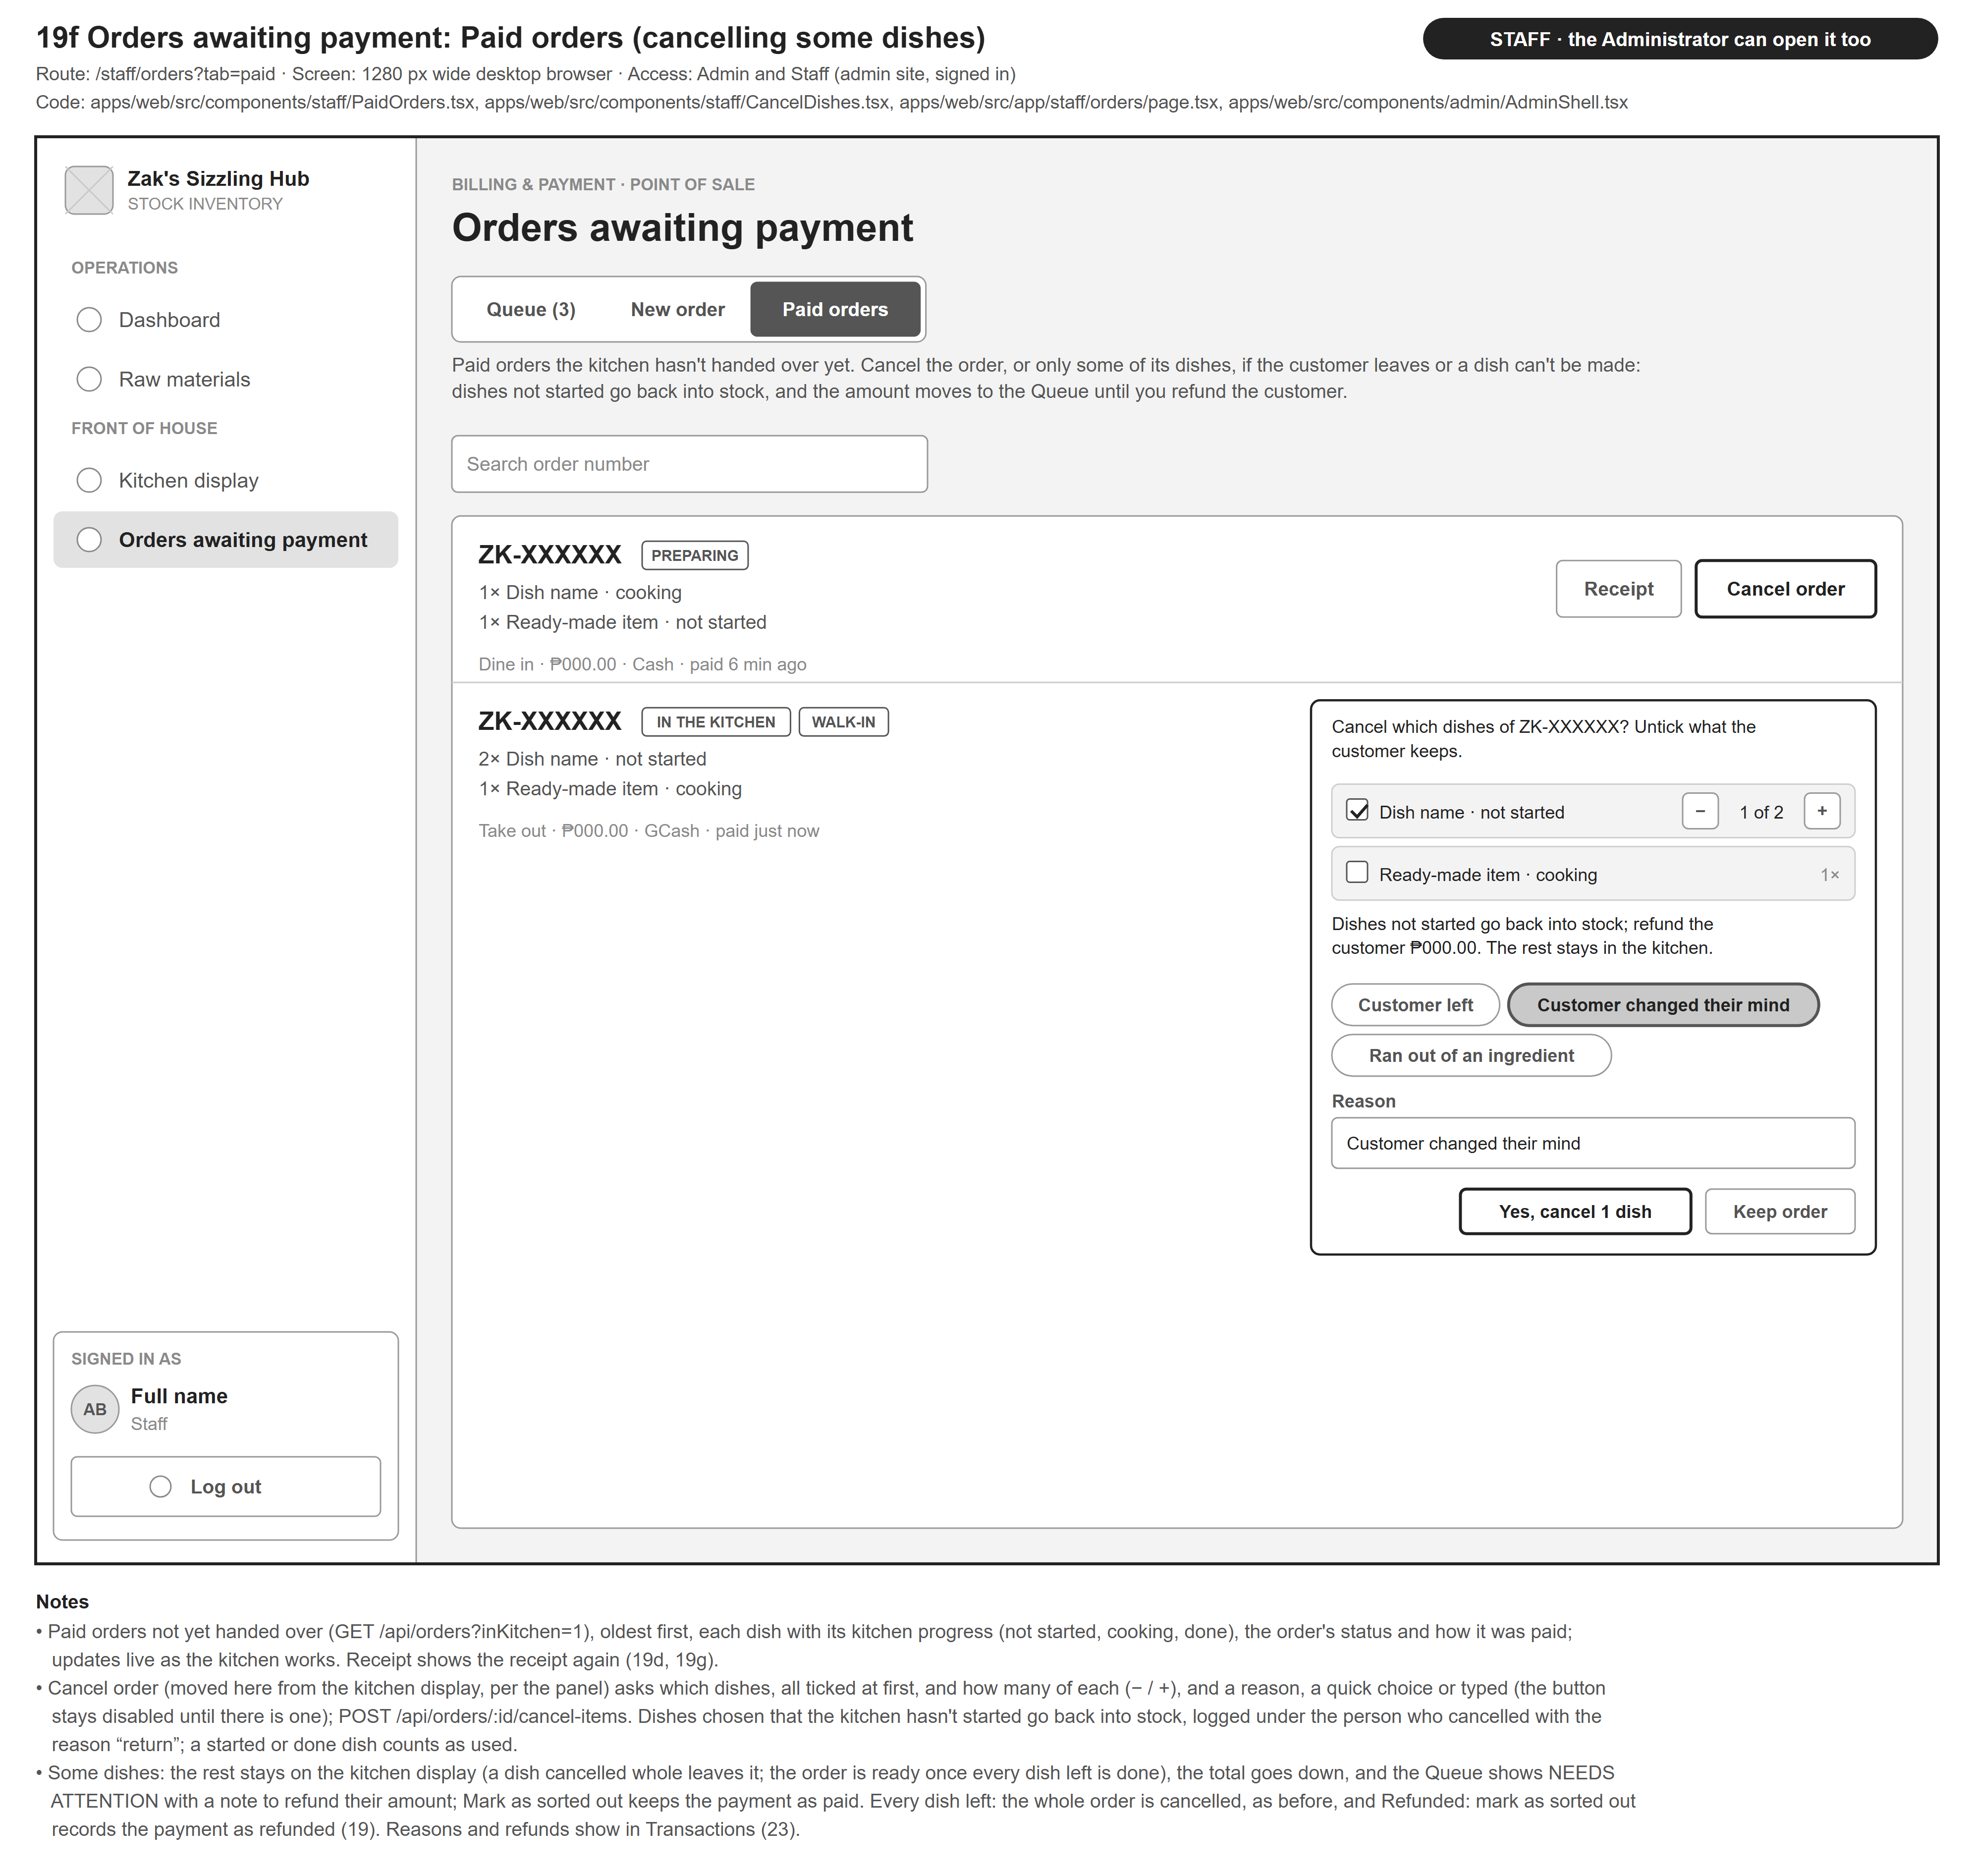 19f Orders awaiting payment: Paid orders (cancelling some dishes)
STAFF · the Administrator can open it too
Route: /staff/orders?tab=paid · Screen: 1280 px wide desktop browser · Access: Admin and Staff (admin site, signed in)
Code: apps/web/src/components/staff/PaidOrders.tsx, apps/web/src/components/staff/CancelDishes.tsx, apps/web/src/app/staff/orders/page.tsx, apps/web/src/components/admin/AdminShell.tsx
Zak's Sizzling Hub
STOCK INVENTORY
OPERATIONS
Dashboard
Raw materials
FRONT OF HOUSE
Kitchen display
Orders awaiting payment
SIGNED IN AS
AB
Full name
Staff
Log out
BILLING & PAYMENT · POINT OF SALE
Orders awaiting payment
Queue (3)
New order
Paid orders
Paid orders the kitchen hasn't handed over yet. Cancel the order, or only some of its dishes, if the customer leaves or a dish can't be made:
dishes not started go back into stock, and the amount moves to the Queue until you refund the customer.
Search order number
ZK-XXXXXX
PREPARING
1× Dish name · cooking
1× Ready-made item · not started
Dine in · ₱000.00 · Cash · paid 6 min ago
Receipt
Cancel order
ZK-XXXXXX
IN THE KITCHEN
WALK-IN
2× Dish name · not started
1× Ready-made item · cooking
Take out · ₱000.00 · GCash · paid just now
Cancel which dishes of ZK-XXXXXX? Untick what the
customer keeps.
Dish name · not started
−
1 of 2
+
Ready-made item · cooking
1×
Dishes not started go back into stock; refund the
customer ₱000.00. The rest stays in the kitchen.
Customer left
Customer changed their mind
Ran out of an ingredient
Reason
Customer changed their mind
Yes, cancel 1 dish
Keep order
Notes
• Paid orders not yet handed over (GET /api/orders?inKitchen=1), oldest first, each dish with its kitchen progress (not started, cooking, done), the order's status and how it was paid;
updates live as the kitchen works. Receipt shows the receipt again (19d, 19g).
• Cancel order (moved here from the kitchen display, per the panel) asks which dishes, all ticked at first, and how many of each (− / +), and a reason, a quick choice or typed (the button
stays disabled until there is one); POST /api/orders/:id/cancel-items. Dishes chosen that the kitchen hasn't started go back into stock, logged under the person who cancelled with the
reason “return”; a started or done dish counts as used.
• Some dishes: the rest stays on the kitchen display (a dish cancelled whole leaves it; the order is ready once every dish left is done), the total goes down, and the Queue shows NEEDS
ATTENTION with a note to refund their amount; Mark as sorted out keeps the payment as paid. Every dish left: the whole order is cancelled, as before, and Refunded: mark as sorted out
records the payment as refunded (19). Reasons and refunds show in Transactions (23).